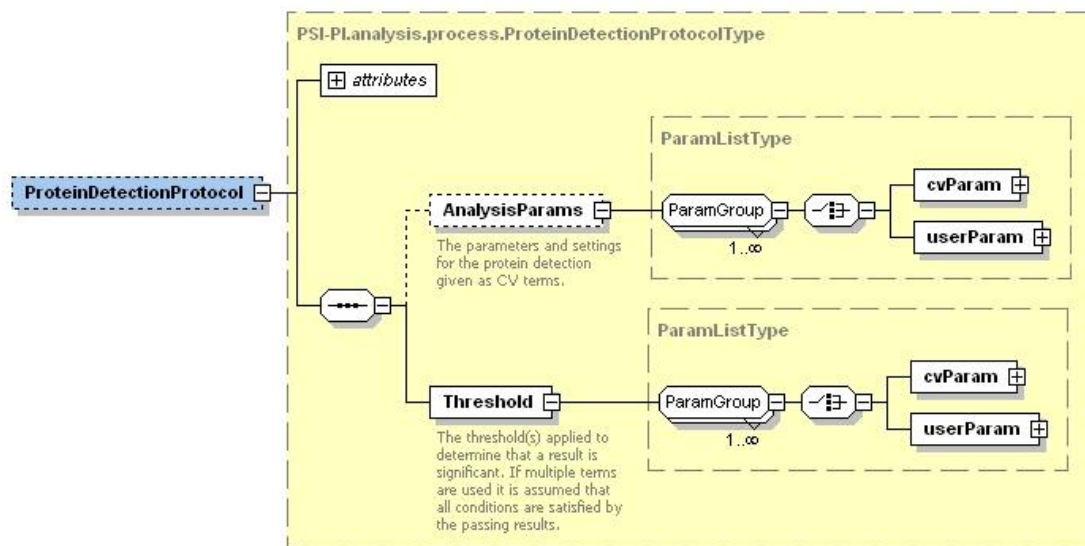 PSI-PI.analysis.process.ProteinDetectionProtocolType
attributes
ParamListType
ProteinDetectionProtocol
AnalysisParams
ParamGroup
cvParam
userParam
1..∞
The parameters and settings
for the protein detection
given as CV terms.
ParamListType
Threshold
ParamGroup
cvParam
userParam
1..∞
The threshold(s) applied to
determine that a result is
significant. If multiple terms
are used it is assumed that
all conditions are satisfied by
the passing results.